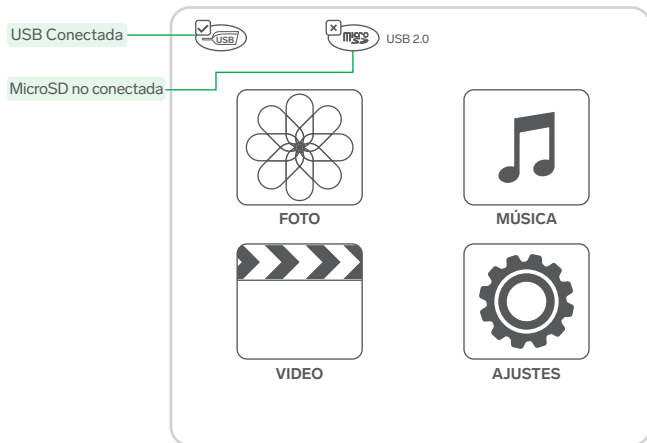 USB Conectada
USB
micro SD
USB 2.0
MicroSD no conectada
FOTO
MÚSICA
VIDEO
AJUSTES